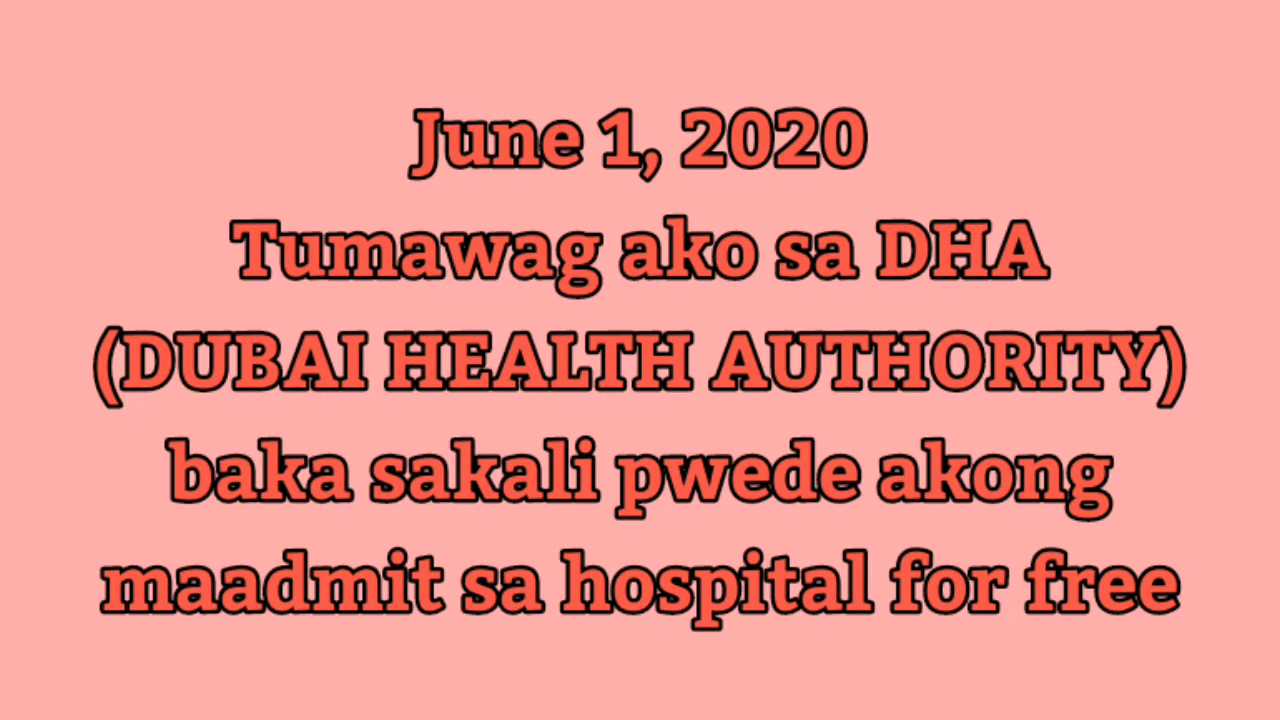 June 1, 2020
Tumawag ako sa DHA
(DUBAI HEALTH AUTHORITY)
baka sakali pwede akong
maadmit sa hospital for free